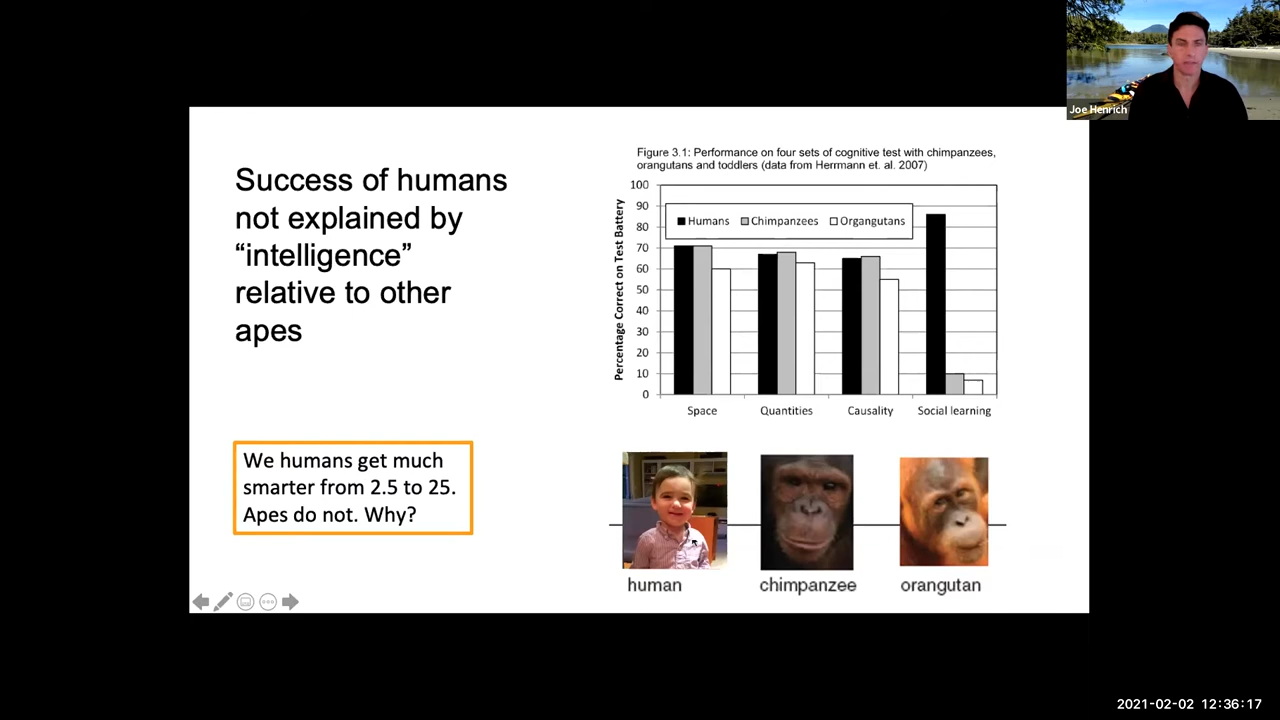 Joe Henrich
Success of humans
not explained by
“intelligence”
relative to other
apes
We humans get much
smarter from 2.5 to 25.
Apes do not. Why?
Figure 3.1: Performance on four sets of cognitive test with chimpanzees,
orangutans and toddlers (data from Herrmann et. al. 2007)
Percentage Correct on Test Battery
100
90
80
70
60
50
40
30
20
10
0
Humans Chimpanzees Organgutans
Space Quantities Causality Social learning
human chimpanzee orangutan
2021-02-02 12:36:17